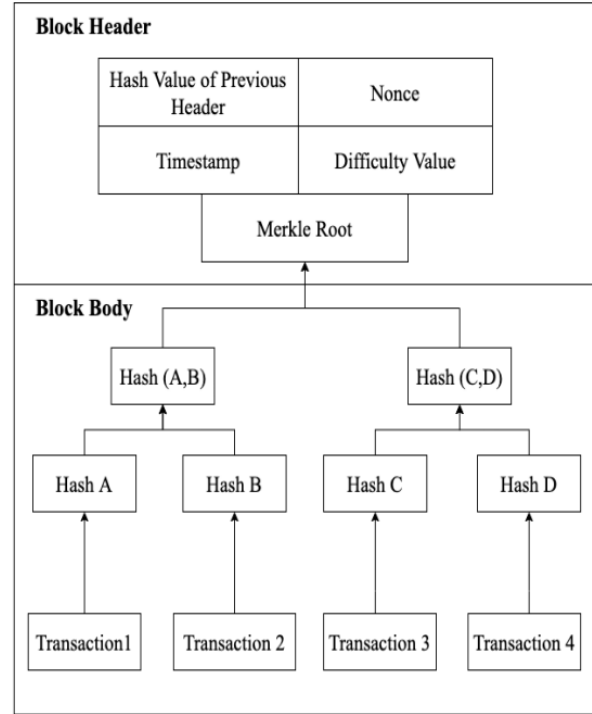 Block Header
Hash Value of Previous
Header
Nonce
Timestamp
Difficulty Value
Merkle Root
Block Body
Hash (A,B)
Hash (C,D)
Hash A
Hash B
Hash C
Hash D
Transaction1
Transaction 2
Transaction 3
Transaction 4